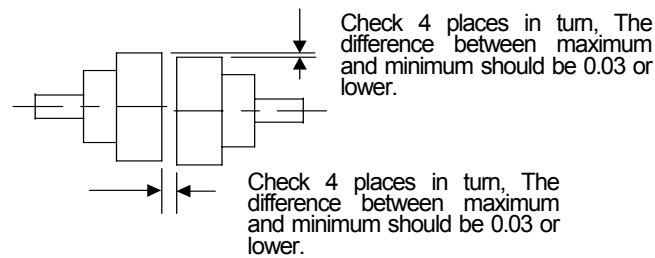 Check 4 places in turn, The
difference between maximum
and minimum should be 0.03 or
lower.
Check 4 places in turn, The
difference between maximum
and minimum should be 0.03 or
lower.